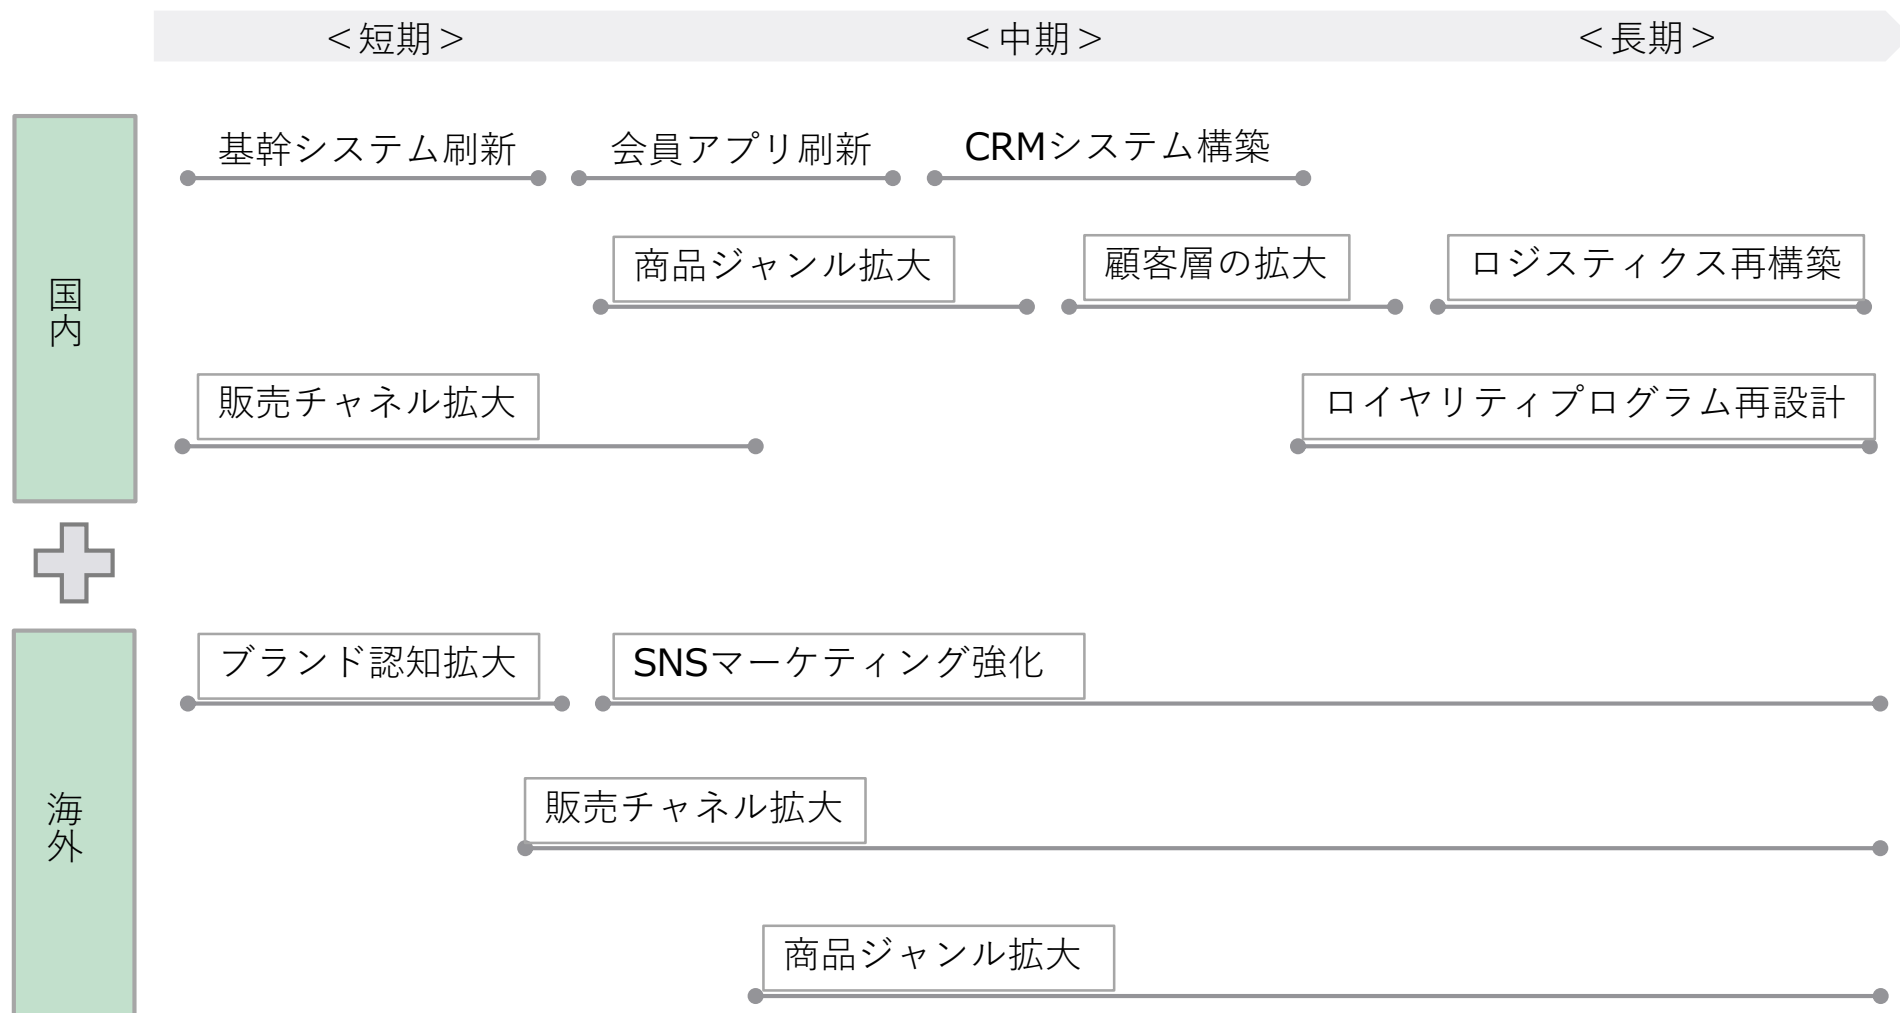 ＜短期＞ ＜中期＞ ＜長期＞
国内
基幹システム刷新 会員アプリ刷新 CRMシステム構築
商品ジャンル拡大 顧客層の拡大 ロジスティクス再構築
販売チャネル拡大 ロイヤリティプログラム再設計
海外
ブランド認知拡大 SNSマーケティング強化
販売チャネル拡大
商品ジャンル拡大